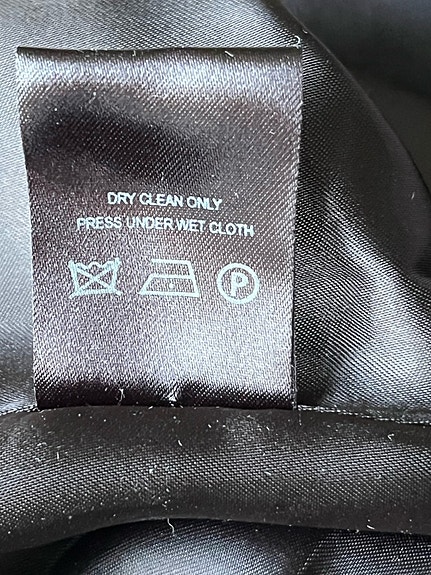 DRY CLEAN ONLY
PRESS UNDER WET CLOTH
P